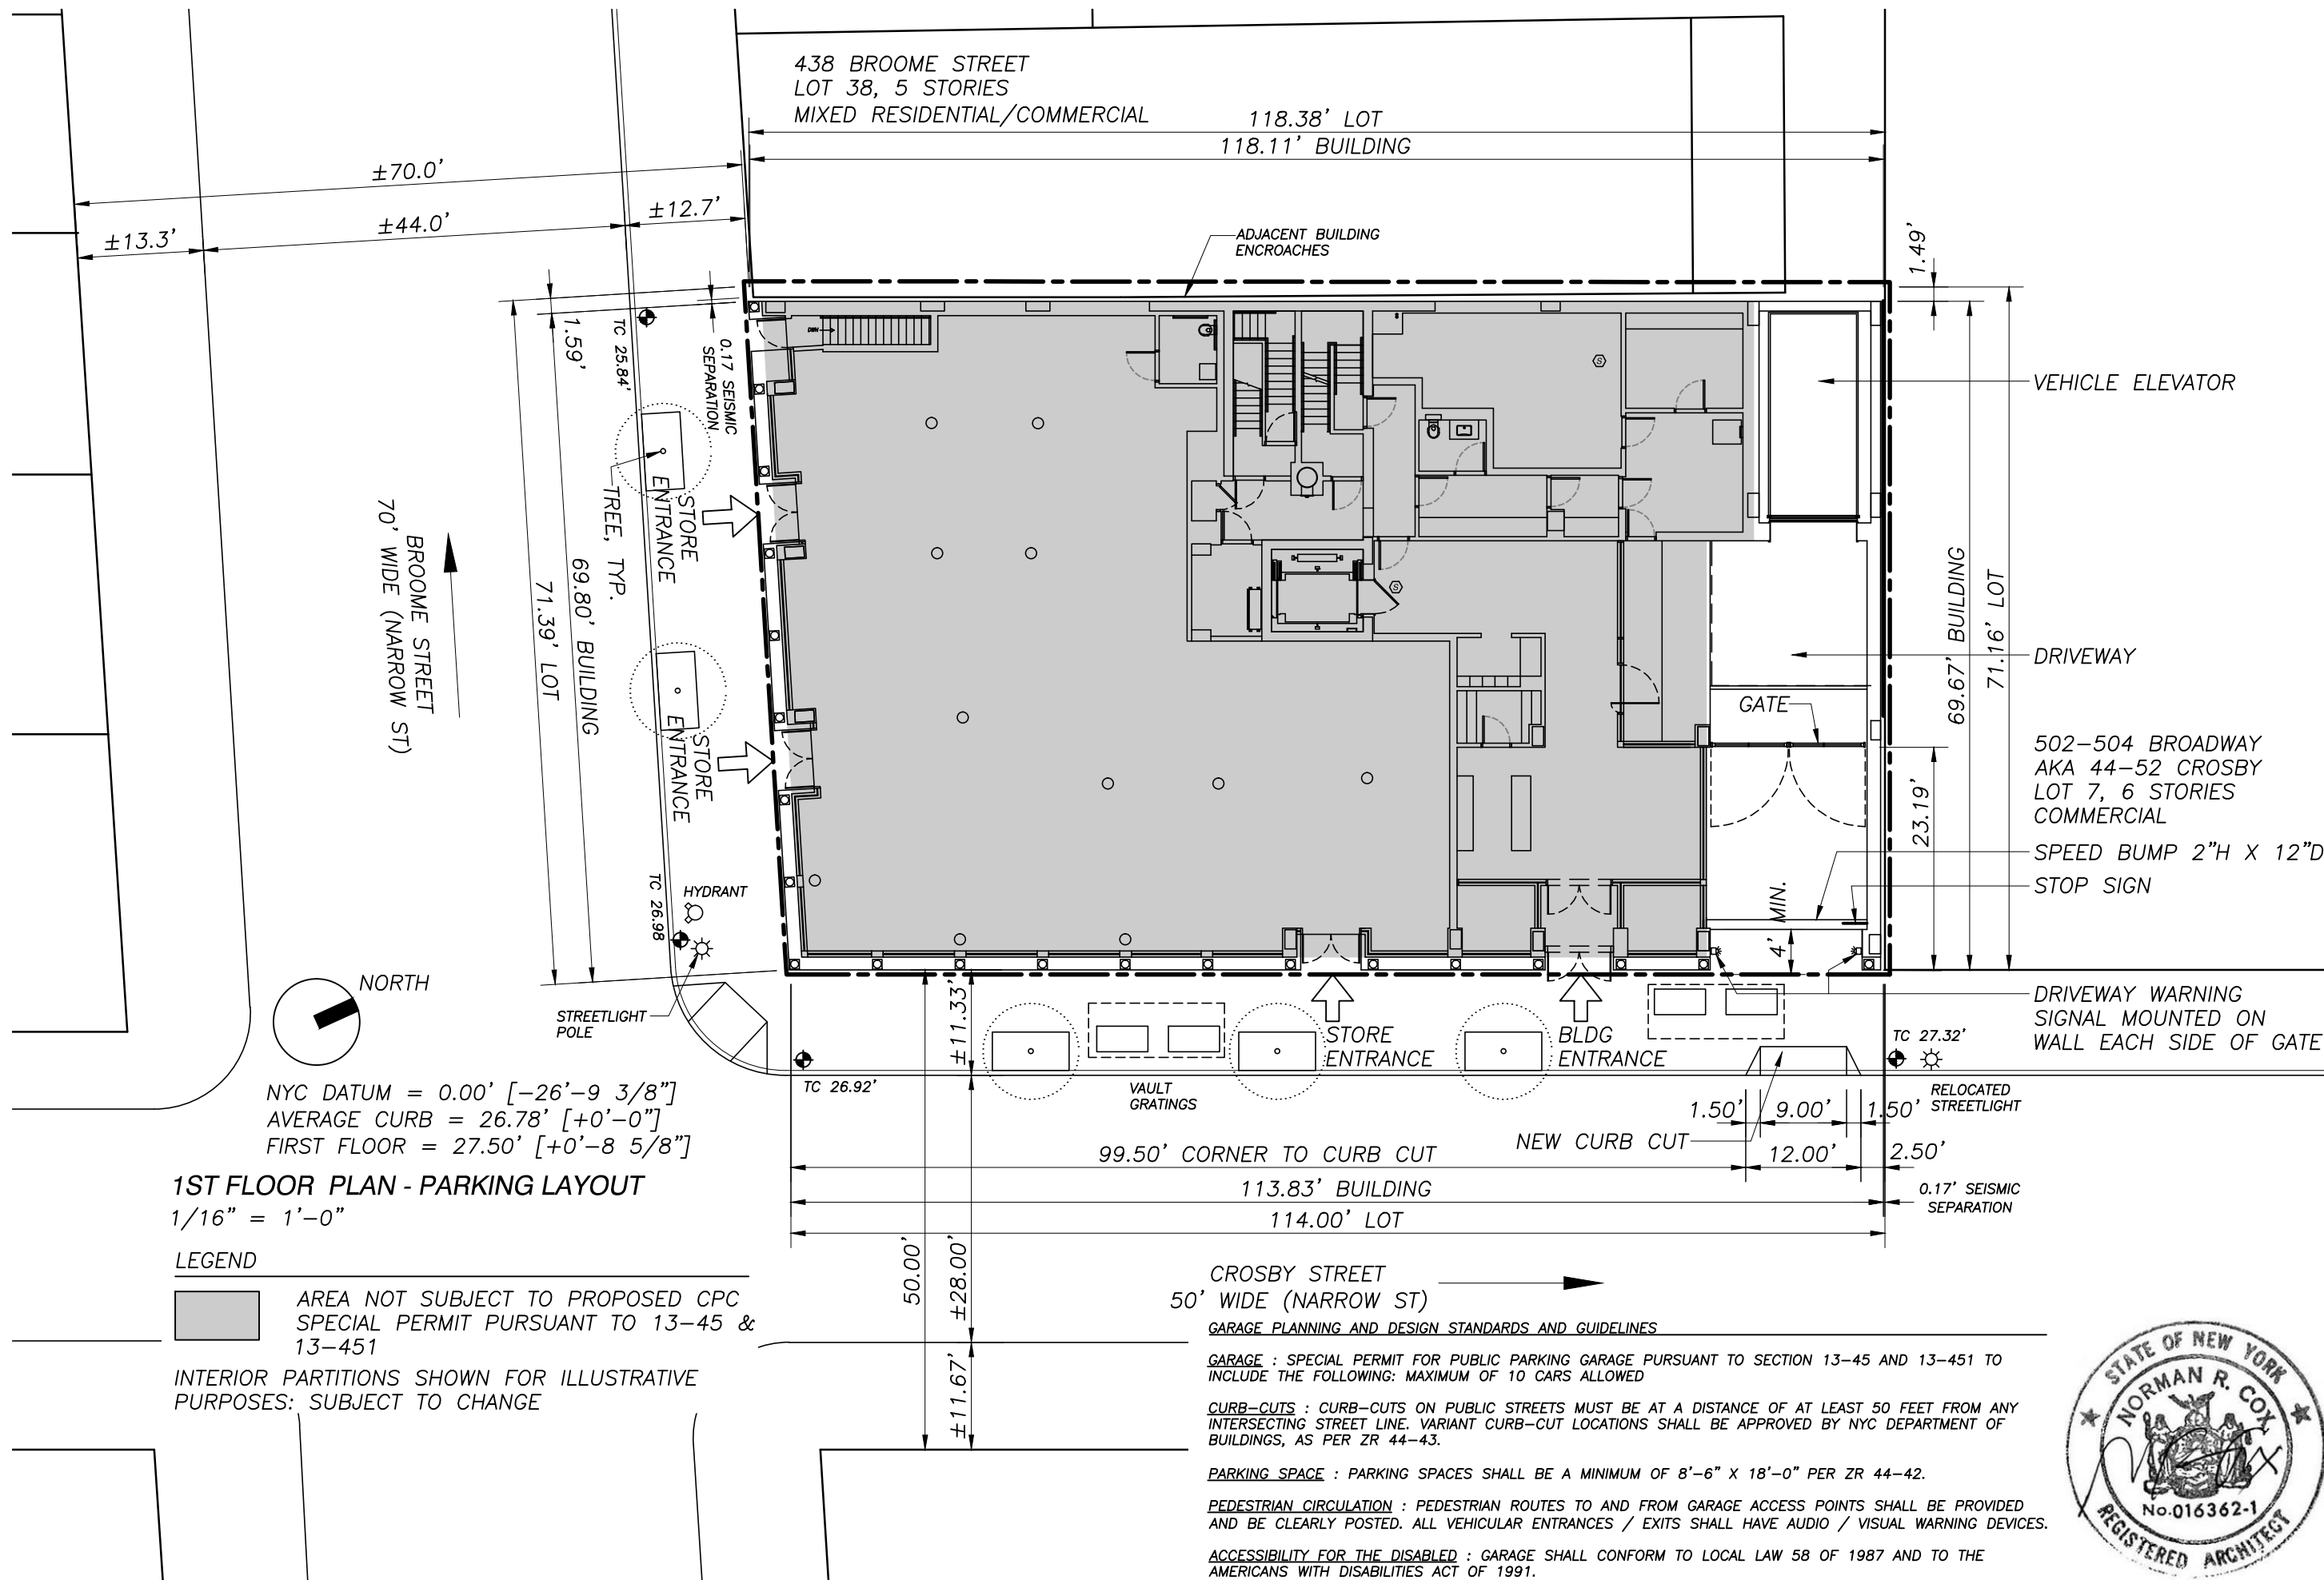 438 BROOME STREET
LOT 38, 5 STORIES
MIXED RESIDENTIAL/COMMERCIAL
118.38' LOT
118.11' BUILDING
±70.0'
±12.7'
±44.0'
±13.3'
ADJACENT BUILDING
ENCROACHES
1.49'
1.59'
TC 25.84'
0.17 SEISMIC
SEPARATION
DWN
S
VEHICLE ELEVATOR
STORE
ENTRANCE
TREE, TYP.
BROOME STREET
70' WIDE (NARROW ST)
69.80' BUILDING
71.39' LOT
S
69.67' BUILDING
71.16' LOT
DRIVEWAY
GATE
STORE
ENTRANCE
502-504 BROADWAY
AKA 44-52 CROSBY
LOT 7, 6 STORIES
COMMERCIAL
23.19'
SPEED BUMP 2"H X 12"D
STOP SIGN
4' MIN.
TC 26.98
HYDRANT
NORTH
STREETLIGHT
POLE
±11.33'
STORE
ENTRANCE
BLDG
ENTRANCE
DRIVEWAY WARNING
SIGNAL MOUNTED ON
WALL EACH SIDE OF GATE
TC 27.32'
TC 26.92'
VAULT
GRATINGS
RELOCATED
STREETLIGHT
NYC DATUM = 0.00' [-26'-9 3/8"]
AVERAGE CURB = 26.78' [+0'-0"]
FIRST FLOOR = 27.50' [+0'-8 5/8"]
1.50' 9.00' 1.50'
NEW CURB CUT
99.50' CORNER TO CURB CUT
12.00'
2.50'
1ST FLOOR PLAN - PARKING LAYOUT
1/16" = 1'-0"
113.83' BUILDING
0.17' SEISMIC
SEPARATION
114.00' LOT
LEGEND
AREA NOT SUBJECT TO PROPOSED CPC
SPECIAL PERMIT PURSUANT TO 13-45 &
13-451
INTERIOR PARTITIONS SHOWN FOR ILLUSTRATIVE
PURPOSES: SUBJECT TO CHANGE
50.00'
±28.00'
±11.67'
CROSBY STREET
50' WIDE (NARROW ST)
GARAGE PLANNING AND DESIGN STANDARDS AND GUIDELINES
GARAGE : SPECIAL PERMIT FOR PUBLIC PARKING GARAGE PURSUANT TO SECTION 13-45 AND 13-451 TO
INCLUDE THE FOLLOWING: MAXIMUM OF 10 CARS ALLOWED
CURB-CUTS : CURB-CUTS ON PUBLIC STREETS MUST BE AT A DISTANCE OF AT LEAST 50 FEET FROM ANY
INTERSECTING STREET LINE. VARIANT CURB-CUT LOCATIONS SHALL BE APPROVED BY NYC DEPARTMENT OF
BUILDINGS, AS PER ZR 44-43.
PARKING SPACE : PARKING SPACES SHALL BE A MINIMUM OF 8'-6" X 18'-0" PER ZR 44-42.
PEDESTRIAN CIRCULATION : PEDESTRIAN ROUTES TO AND FROM GARAGE ACCESS POINTS SHALL BE PROVIDED
AND BE CLEARLY POSTED. ALL VEHICULAR ENTRANCES / EXITS SHALL HAVE AUDIO / VISUAL WARNING DEVICES.
ACCESSIBILITY FOR THE DISABLED : GARAGE SHALL CONFORM TO LOCAL LAW 58 OF 1987 AND TO THE
AMERICANS WITH DISABILITIES ACT OF 1991.
STATE OF NEW YORK
NORMAN R. COX
No.016362-1
REGISTERED ARCHITECT